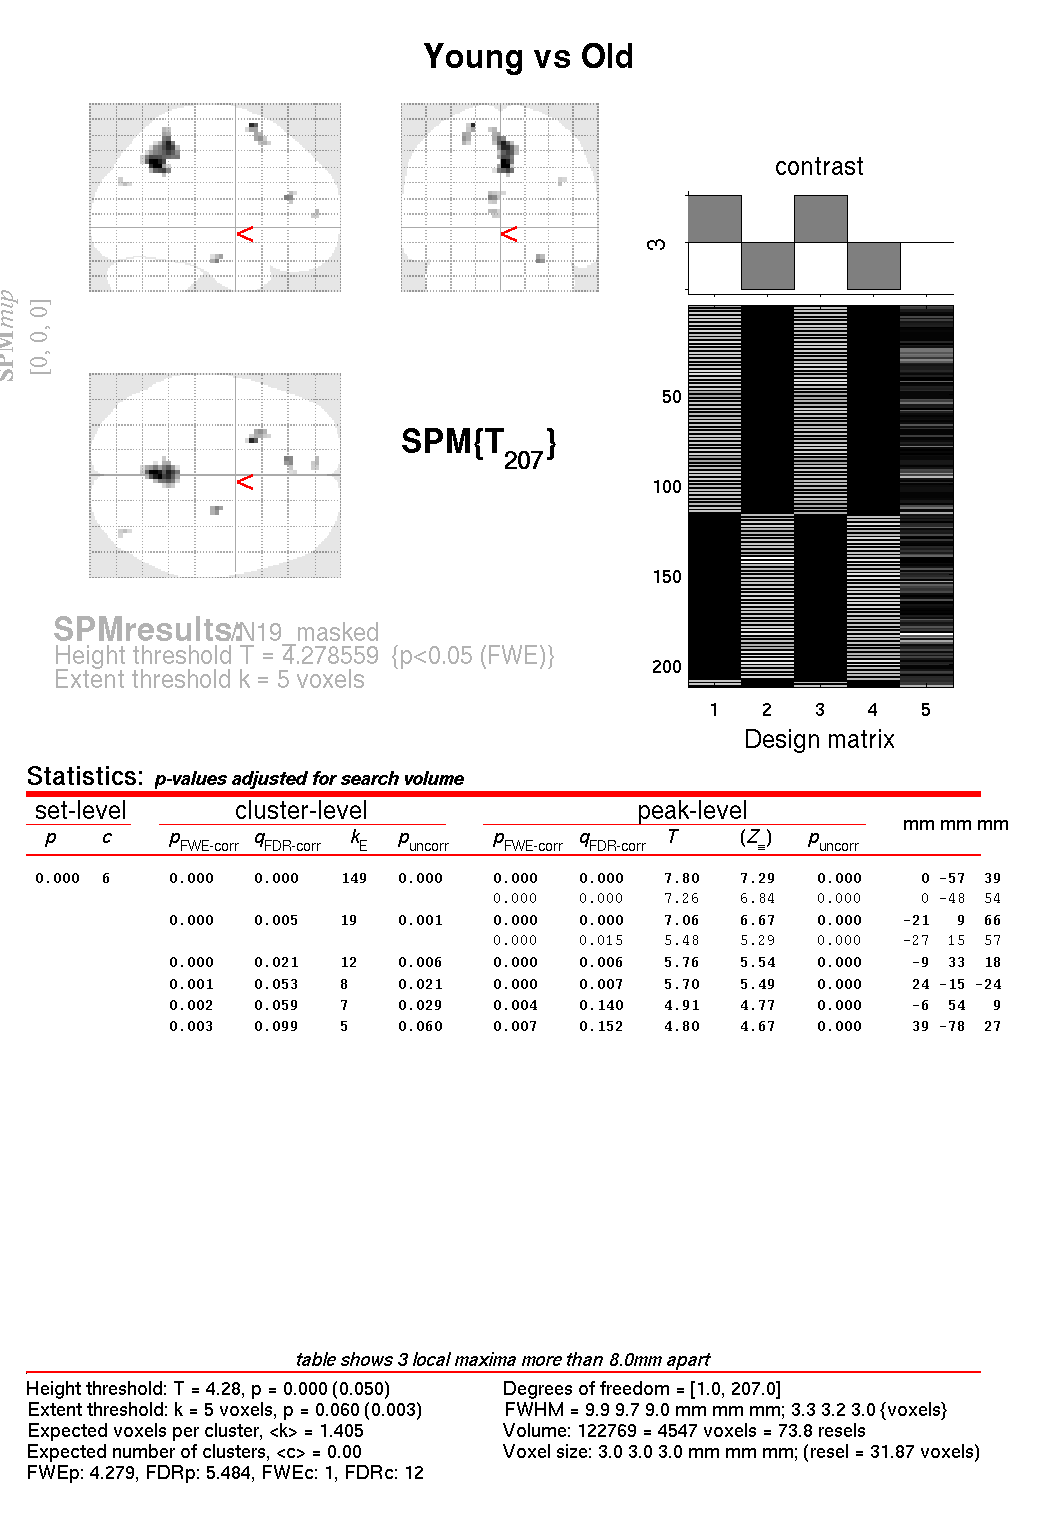 Young vs Old
contrast
3
SPMmip
[0, 0, 0]
<
<
<
SPM{T207}
50
100
150
200
1 2 3 4 5
Design matrix
SPMresults: ./N19_masked
Height threshold T = 4.278559 {p<0.05 (FWE)}
Extent threshold k = 5 voxels
Statistics: p-values adjusted for search volume
set-level cluster-level peak-level mm mm mm
p c pFWE-corr qFDR-corr kE puncorr pFWE-corr qFDR-corr T (Z≡) puncorr
0.000 6 0.000 0.000 149 0.000 0.000 0.000 7.80 7.29 0.000 0 -57 39
0.000 0.000 7.26 6.84 0.000 0 -48 54
0.000 0.005 19 0.001 0.000 0.000 7.06 6.67 0.000 -21 9 66
0.000 0.015 5.48 5.29 0.000 -27 15 57
0.000 0.021 12 0.006 0.000 0.006 5.76 5.54 0.000 -9 33 18
0.001 0.053 8 0.021 0.000 0.007 5.70 5.49 0.000 24 -15 -24
0.002 0.059 7 0.029 0.004 0.140 4.91 4.77 0.000 -6 54 9
0.003 0.099 5 0.060 0.007 0.152 4.80 4.67 0.000 39 -78 27
table shows 3 local maxima more than 8.0mm apart
Height threshold: T = 4.28, p = 0.000 (0.050)
Extent threshold: k = 5 voxels, p = 0.060 (0.003)
Expected voxels per cluster, <k> = 1.405
Expected number of clusters, <c> = 0.00
FWEp: 4.279, FDRp: 5.484, FWEc: 1, FDRc: 12
Degrees of freedom = [1.0, 207.0]
FWHM = 9.9 9.7 9.0 mm mm mm; 3.3 3.2 3.0 {voxels}
Volume: 122769 = 4547 voxels = 73.8 resels
Voxel size: 3.0 3.0 3.0 mm mm mm; (resel = 31.87 voxels)